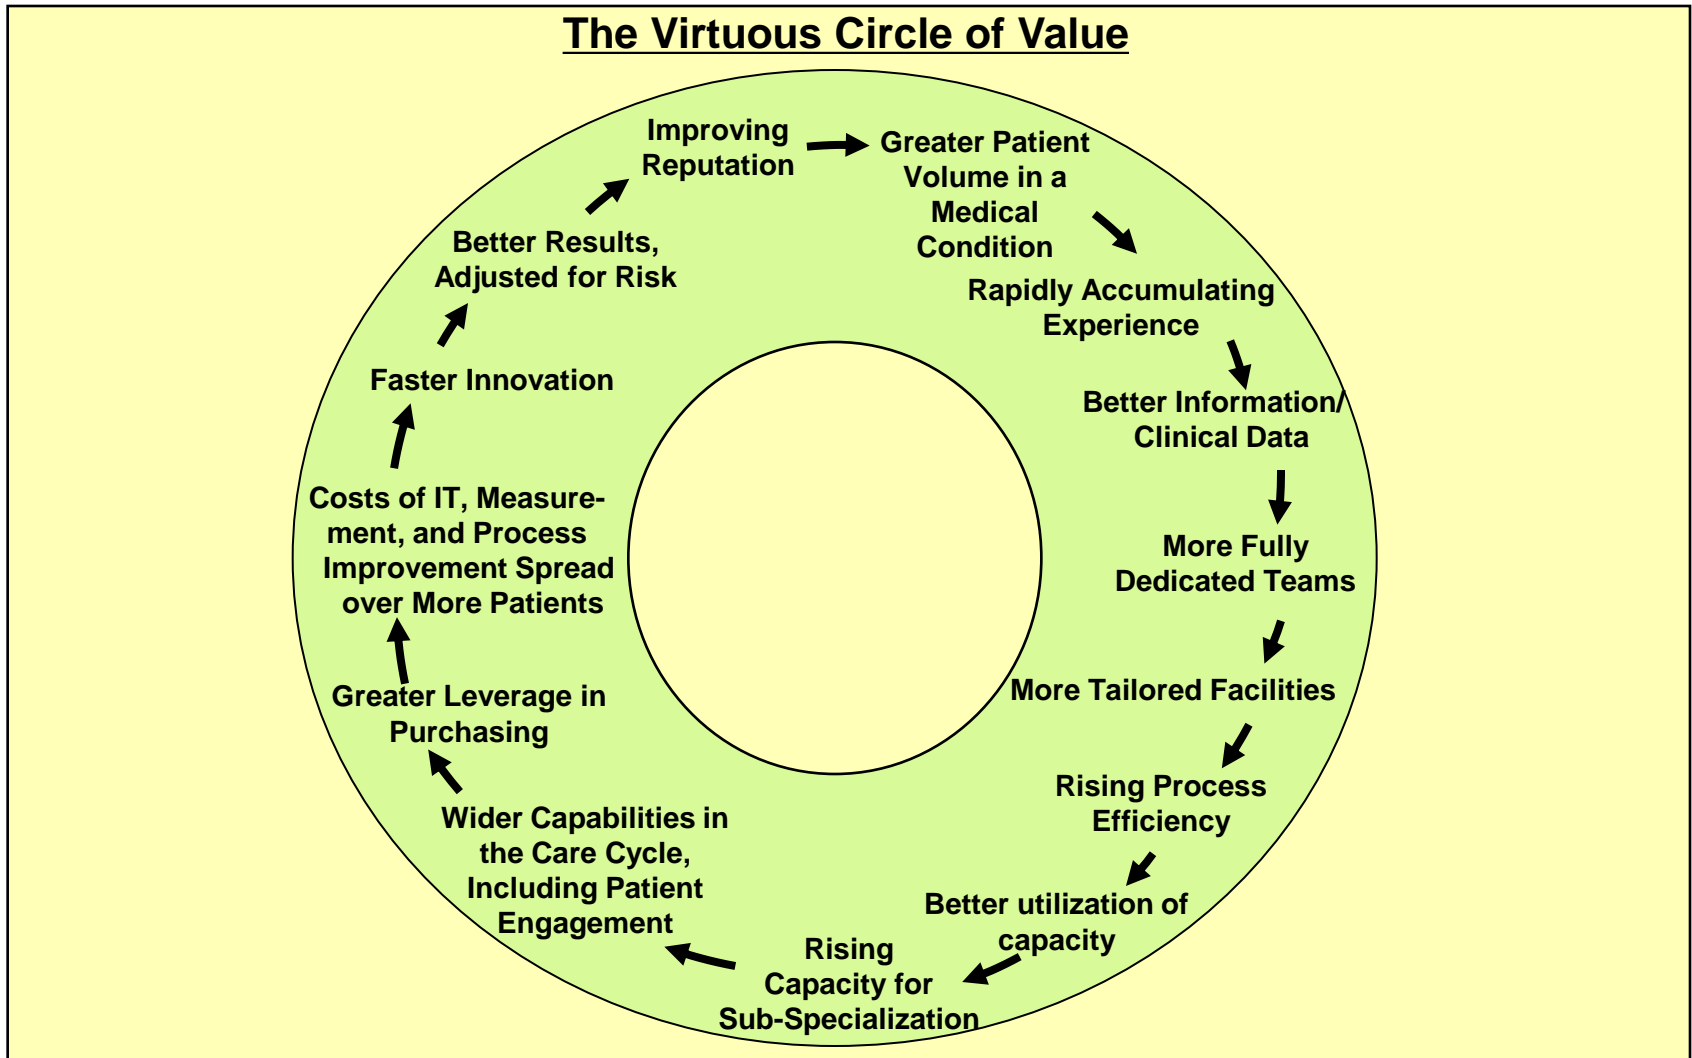 The Virtuous Circle of Value
Improving
Reputation
Greater Patient
Volume in a
Medical
Condition
Rapidly Accumulating
Experience
Better Information/
Clinical Data
More Fully
Dedicated Teams
More Tailored Facilities
Rising Process
Efficiency
Better utilization of
capacity
Rising
Capacity for
Sub-Specialization
Wider Capabilities in
the Care Cycle,
Including Patient
Engagement
Greater Leverage in
Purchasing
Costs of IT, Measure-
ment, and Process
Improvement Spread
over More Patients
Faster Innovation
Better Results,
Adjusted for Risk